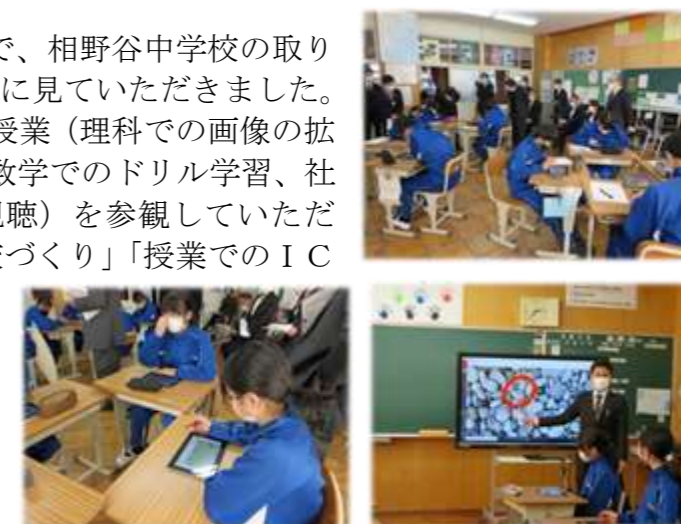 で、相野谷中学校の取り
に見ていただきました。
授業（理科での画像の拡
数学でのドリル学習、社
視聴）を参観していただ
づくり」「授業でのＩＣ